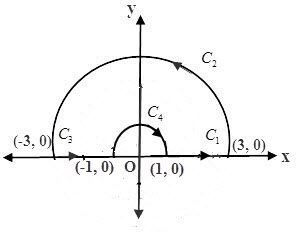 y
C₂
C₄
(-3, 0) C₃ C₁ (3, 0)
x
(-1, 0) O (1, 0)